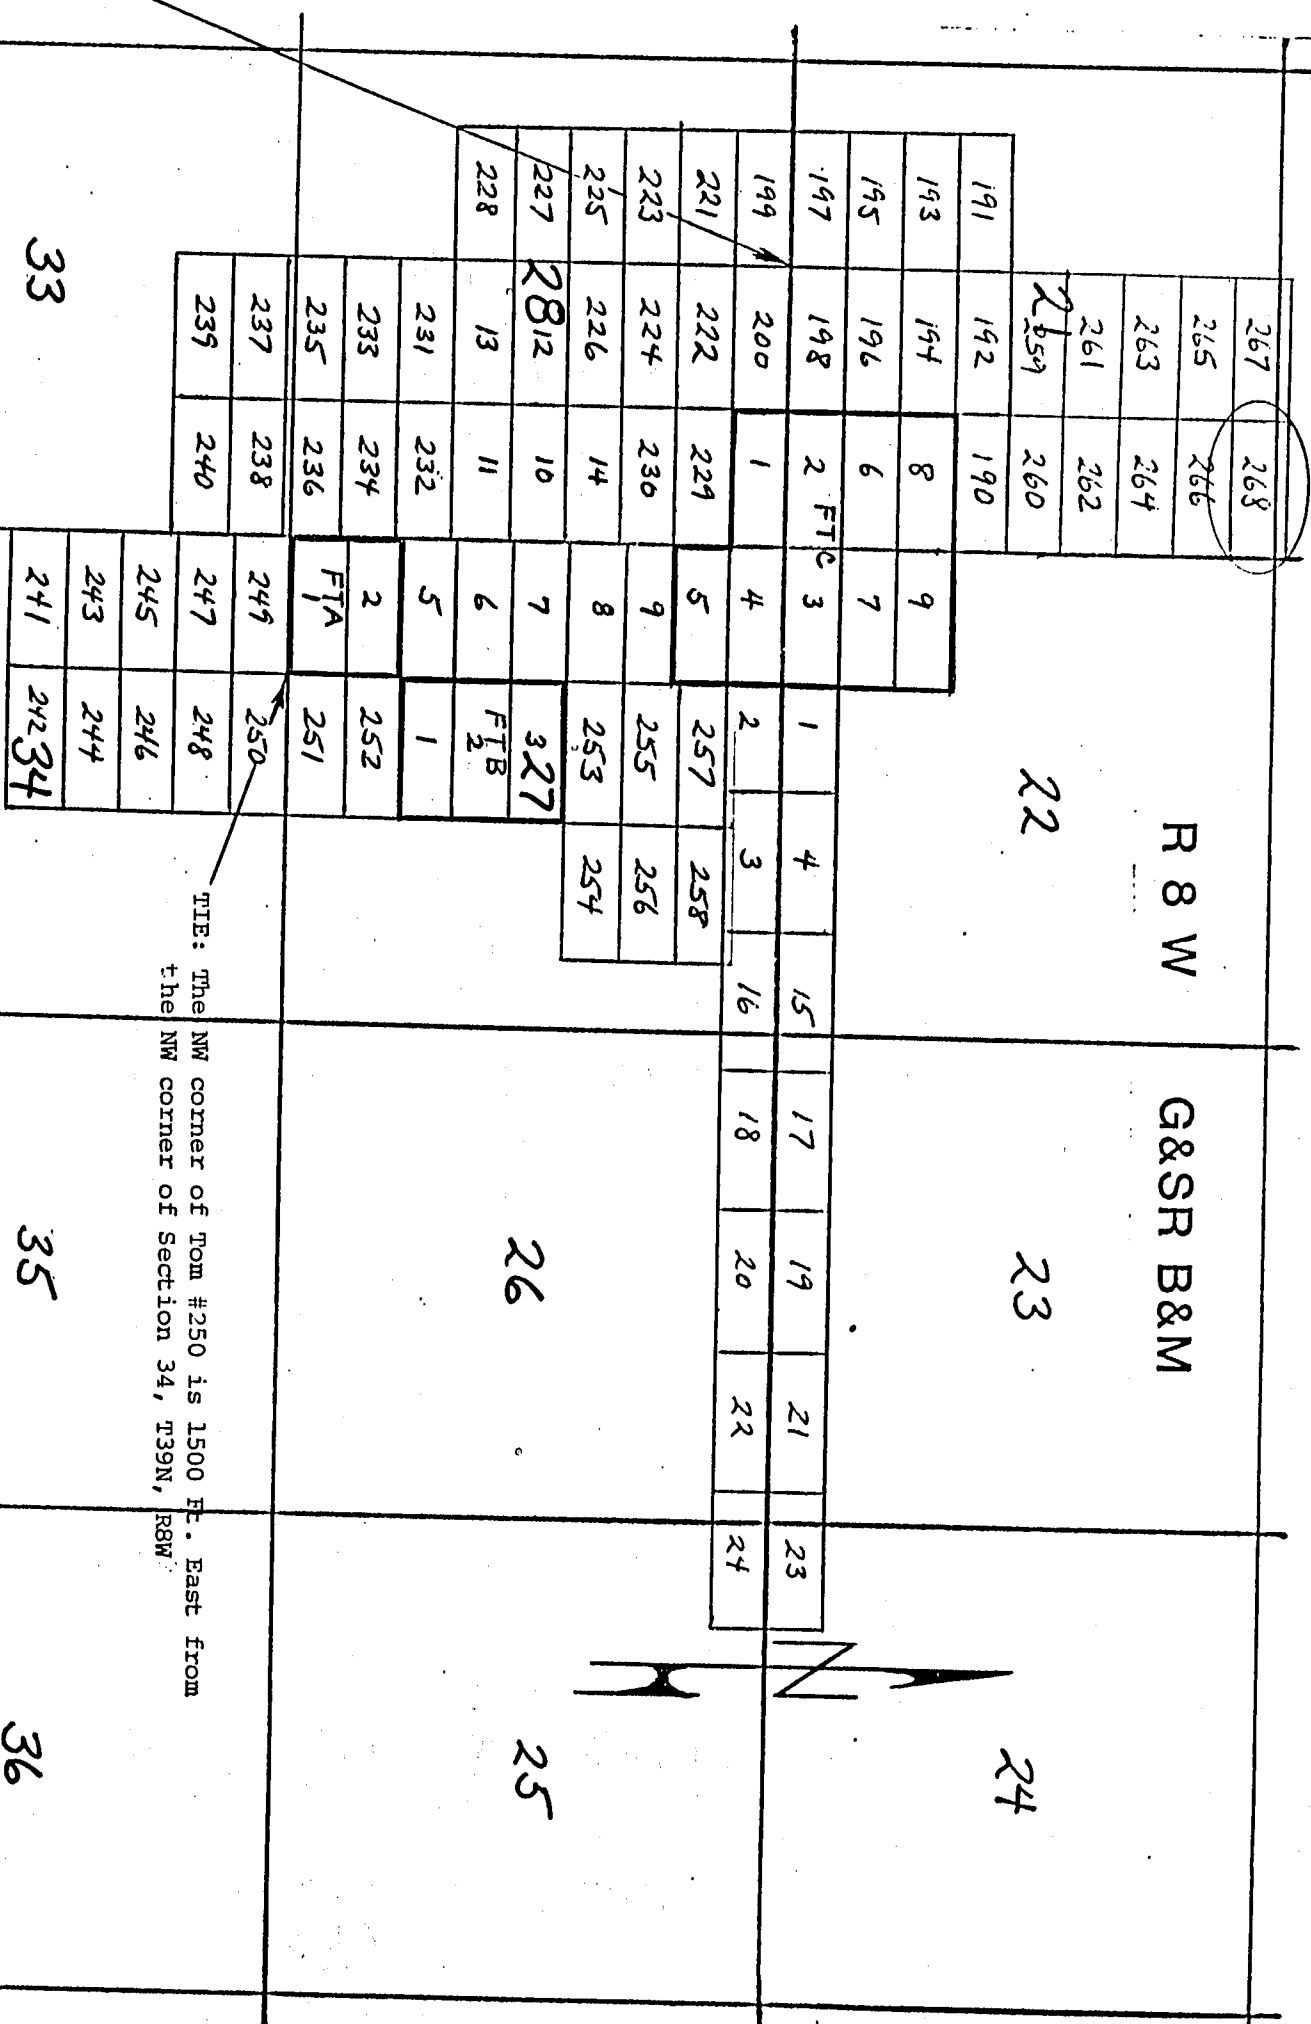 267 268
265 266
R 8 W G&SR B&M
263 264
261 262
21 259 260 22 23 24
191 192 190
193 194 8 9
195 196 6 7
197 198 2 FTC 3 1 4 15 17 19 21 23
199 200 1 4 2 3 16 18 20 22 24
N
221 222 229 5 257 258
223 224 230 9 255 256
225 226 14 8 253 254
227 28 12 10 7 3 27 26 25
228 13 11 6 FTB 2
231 232 5 1
233 234 2 252
235 236 FTA 1 251
237 238 249 250
239 240 247 248
TIE: The NW corner of Tom #250 is 1500 Ft. East from
the NW corner of Section 34, T39N, R8W
245 246
243 244
33 241 242 34 35 36